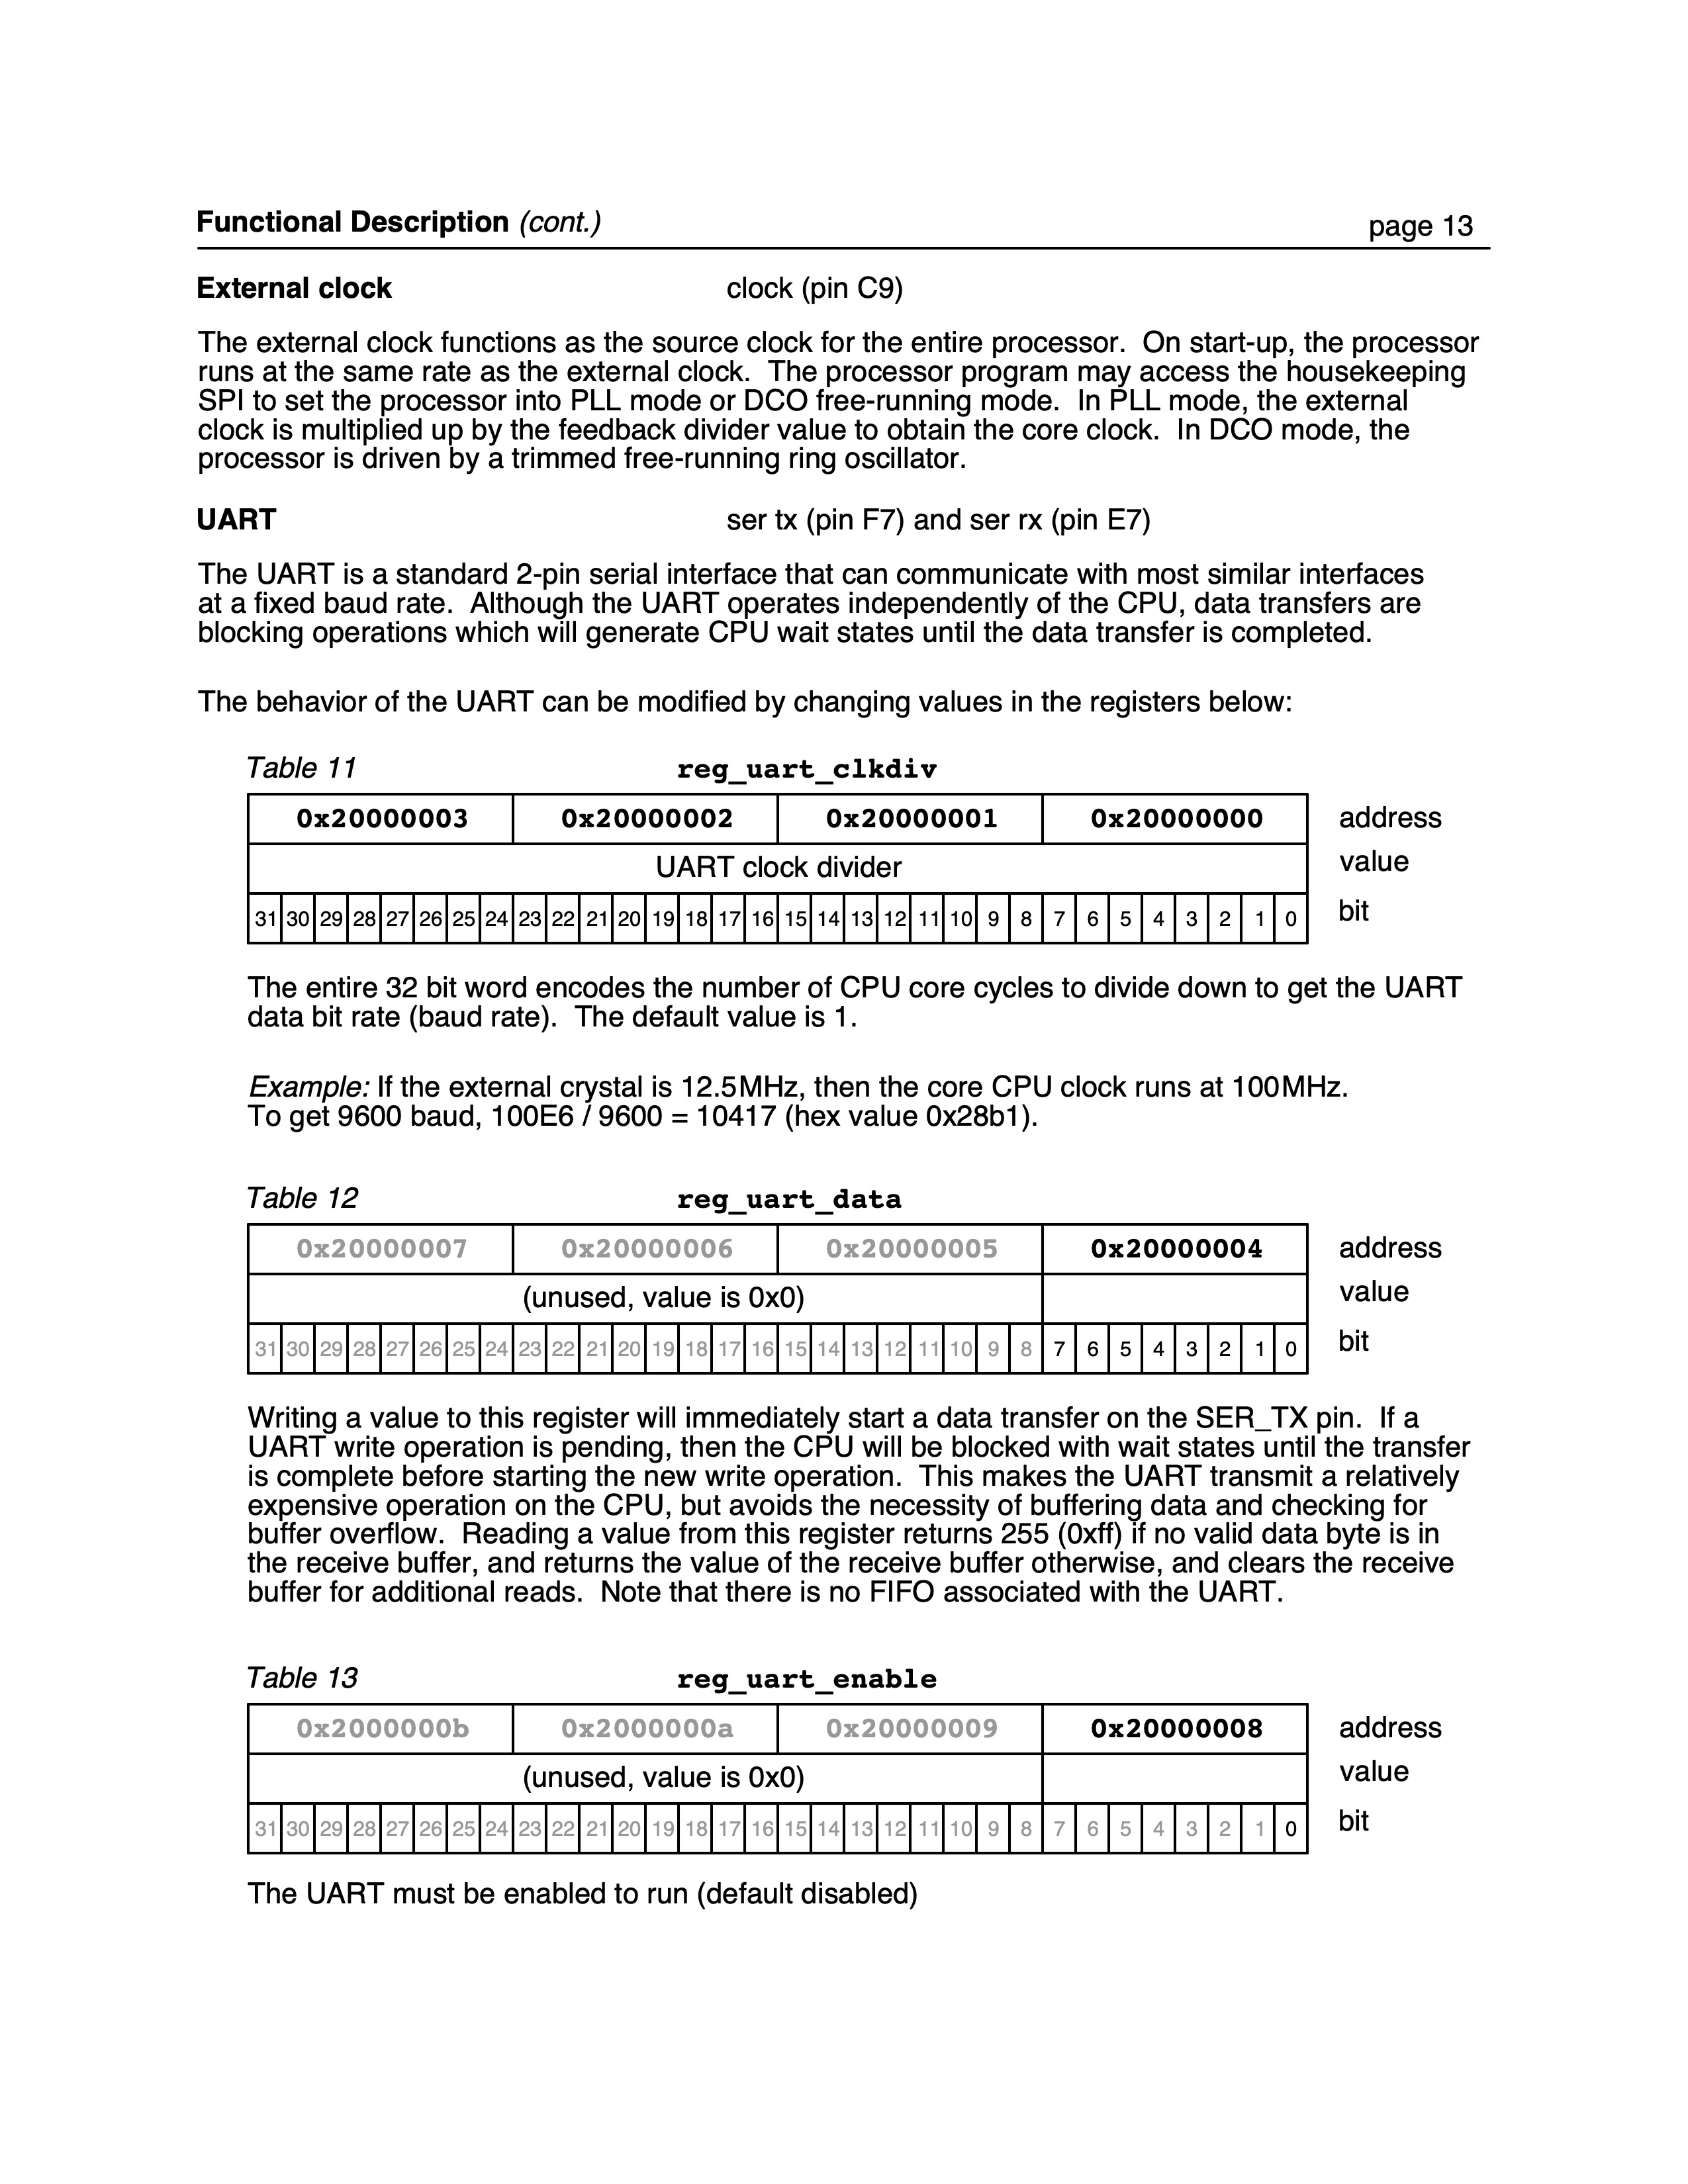 Functional Description (cont.) page 13
External clock clock (pin C9)
The external clock functions as the source clock for the entire processor. On start-up, the processor
runs at the same rate as the external clock. The processor program may access the housekeeping
SPI to set the processor into PLL mode or DCO free-running mode. In PLL mode, the external
clock is multiplied up by the feedback divider value to obtain the core clock. In DCO mode, the
processor is driven by a trimmed free-running ring oscillator.
UART ser tx (pin F7) and ser rx (pin E7)
The UART is a standard 2-pin serial interface that can communicate with most similar interfaces
at a fixed baud rate. Although the UART operates independently of the CPU, data transfers are
blocking operations which will generate CPU wait states until the data transfer is completed.
The behavior of the UART can be modified by changing values in the registers below:
Table 11 reg_uart_clkdiv
0x20000003 0x20000002 0x20000001 0x20000000 address
UART clock divider value
31 30 29 28 27 26 25 24 23 22 21 20 19 18 17 16 15 14 13 12 11 10 9 8 7 6 5 4 3 2 1 0 bit
The entire 32 bit word encodes the number of CPU core cycles to divide down to get the UART
data bit rate (baud rate). The default value is 1.
Example: If the external crystal is 12.5MHz, then the core CPU clock runs at 100MHz.
To get 9600 baud, 100E6 / 9600 = 10417 (hex value 0x28b1).
Table 12 reg_uart_data
0x20000007 0x20000006 0x20000005 0x20000004 address
(unused, value is 0x0) value
31 30 29 28 27 26 25 24 23 22 21 20 19 18 17 16 15 14 13 12 11 10 9 8 7 6 5 4 3 2 1 0 bit
Writing a value to this register will immediately start a data transfer on the SER_TX pin. If a
UART write operation is pending, then the CPU will be blocked with wait states until the transfer
is complete before starting the new write operation. This makes the UART transmit a relatively
expensive operation on the CPU, but avoids the necessity of buffering data and checking for
buffer overflow. Reading a value from this register returns 255 (0xff) if no valid data byte is in
the receive buffer, and returns the value of the receive buffer otherwise, and clears the receive
buffer for additional reads. Note that there is no FIFO associated with the UART.
Table 13 reg_uart_enable
0x2000000b 0x2000000a 0x20000009 0x20000008 address
(unused, value is 0x0) value
31 30 29 28 27 26 25 24 23 22 21 20 19 18 17 16 15 14 13 12 11 10 9 8 7 6 5 4 3 2 1 0 bit
The UART must be enabled to run (default disabled)